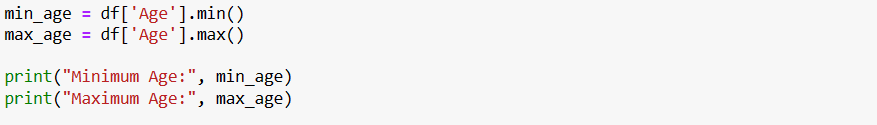 min_age = df['Age'].min()
max_age = df['Age'].max()
print("Minimum Age:", min_age)
print("Maximum Age:", max_age)